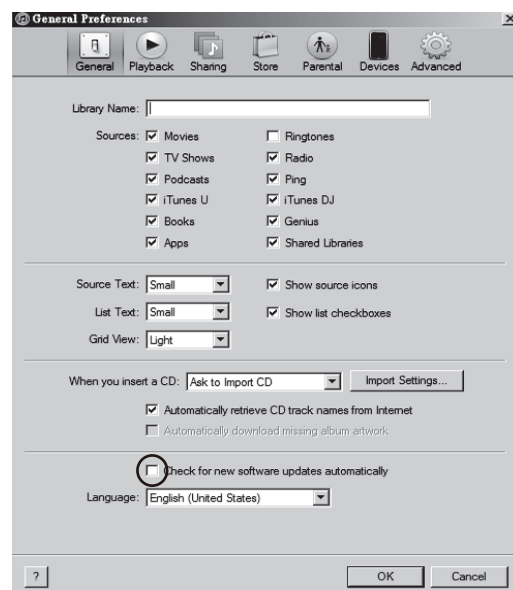 General Preferences
General Playback Sharing Store Parental Devices Advanced
Library Name:
Sources: Movies Ringtones
TV Shows Radio
Podcasts Ping
iTunes U iTunes DJ
Books Genius
Apps Shared Libraries
Source Text: Small Show source icons
List Text: Small Show list checkboxes
Grid View: Light
When you insert a CD: Ask to Import CD Import Settings...
Automatically retrieve CD track names from Internet
Automatically download missing album artwork
Check for new software updates automatically
Language: English (United States)
? OK Cancel